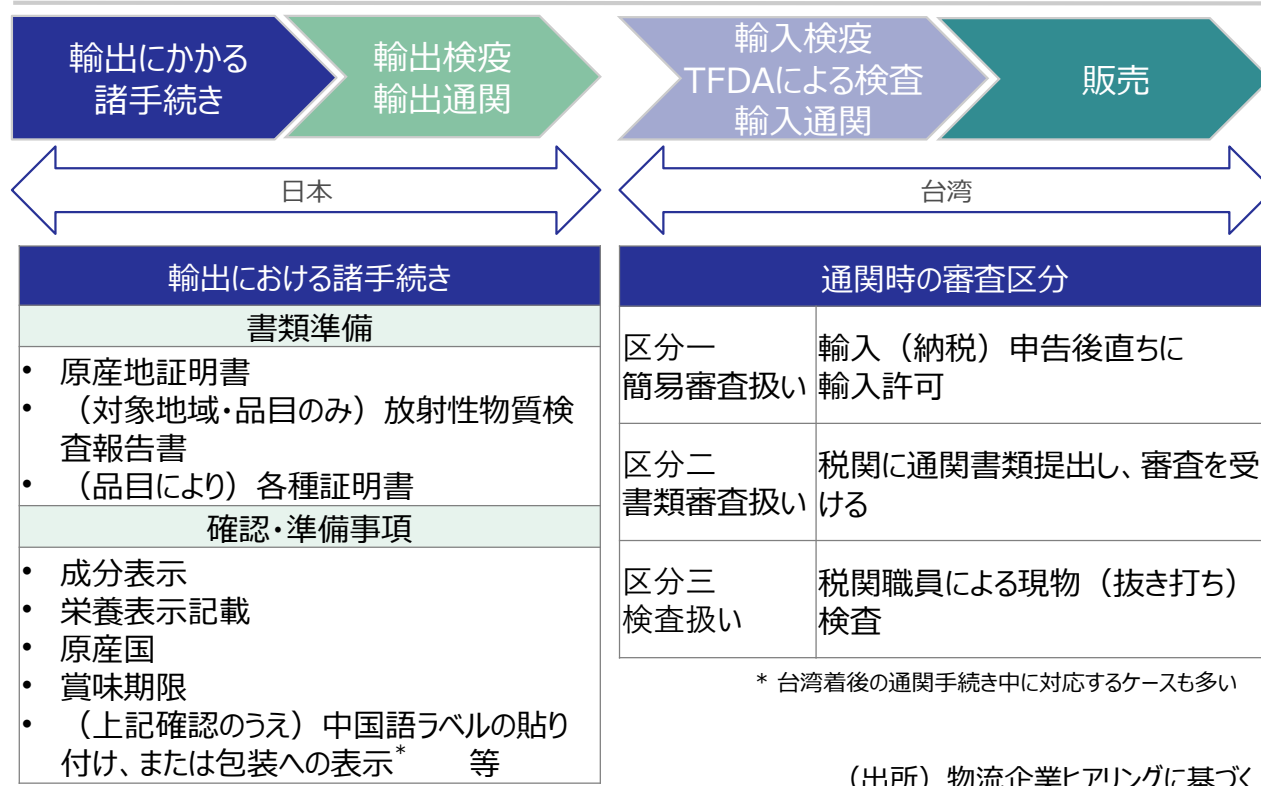 輸出にかかる
諸手続き
輸出検疫
輸出通関
輸入検疫
TFDAによる検査
輸入通関
販売
日本
台湾
輸出における諸手続き
書類準備
• 原産地証明書
• （対象地域・品目のみ）放射性物質検
査報告書
• （品目により）各種証明書
確認・準備事項
• 成分表示
• 栄養表示記載
• 原産国
• 賞味期限
• （上記確認のうえ）中国語ラベルの貼り
付け、または包装への表示* 等
通関時の審査区分
区分一
簡易審査扱い
輸入（納税）申告後直ちに
輸入許可
区分二
書類審査扱い
税関に通関書類提出し、審査を受
ける
区分三
検査扱い
税関職員による現物（抜き打ち）
検査
* 台湾着後の通関手続き中に対応するケースも多い
（出所）物流企業ヒアリングに基づく